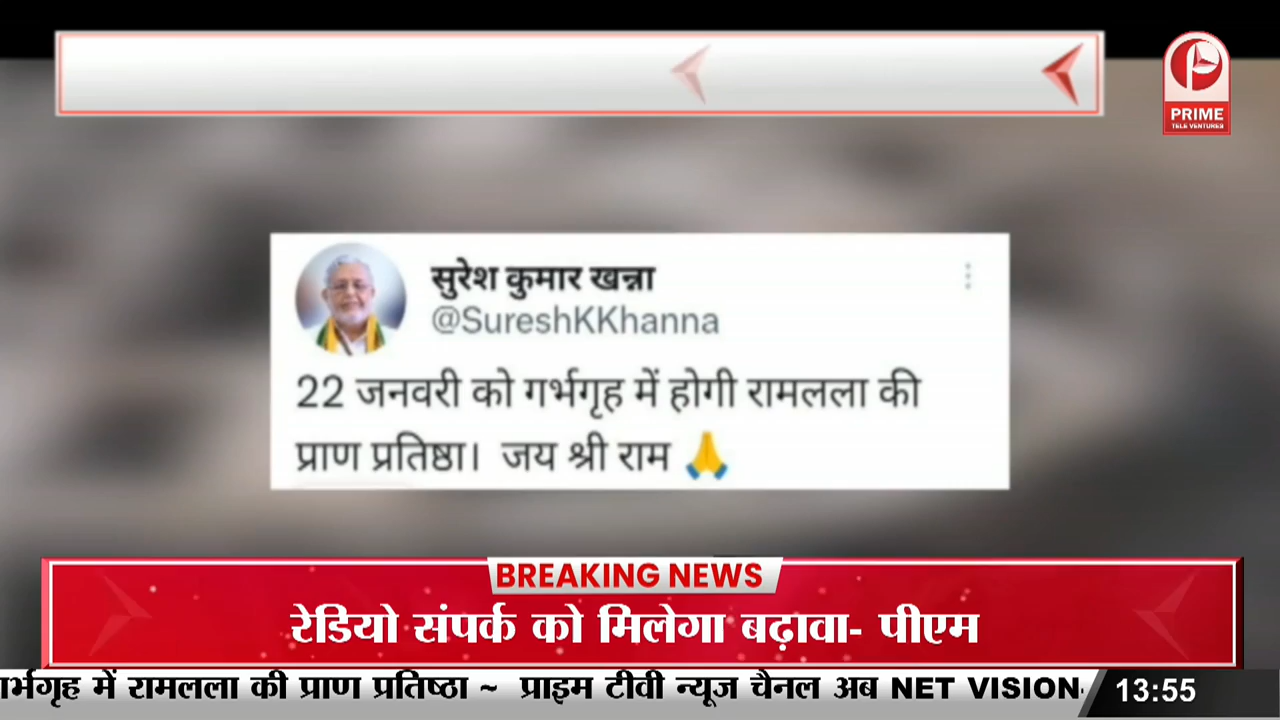 PRIME
TELE VENTURES
सुरेश कुमार खन्ना
@SureshKKhanna
22 जनवरी को गर्भगृह में होगी रामलला की
प्राण प्रतिष्ठा। जय श्री राम 🙏
BREAKING NEWS
रेडियो संपर्क को मिलेगा बढ़ावा- पीएम
गर्भगृह में रामलला की प्राण प्रतिष्ठा ~ प्राइम टीवी न्यूज चैनल अब NET VISION-
13:55